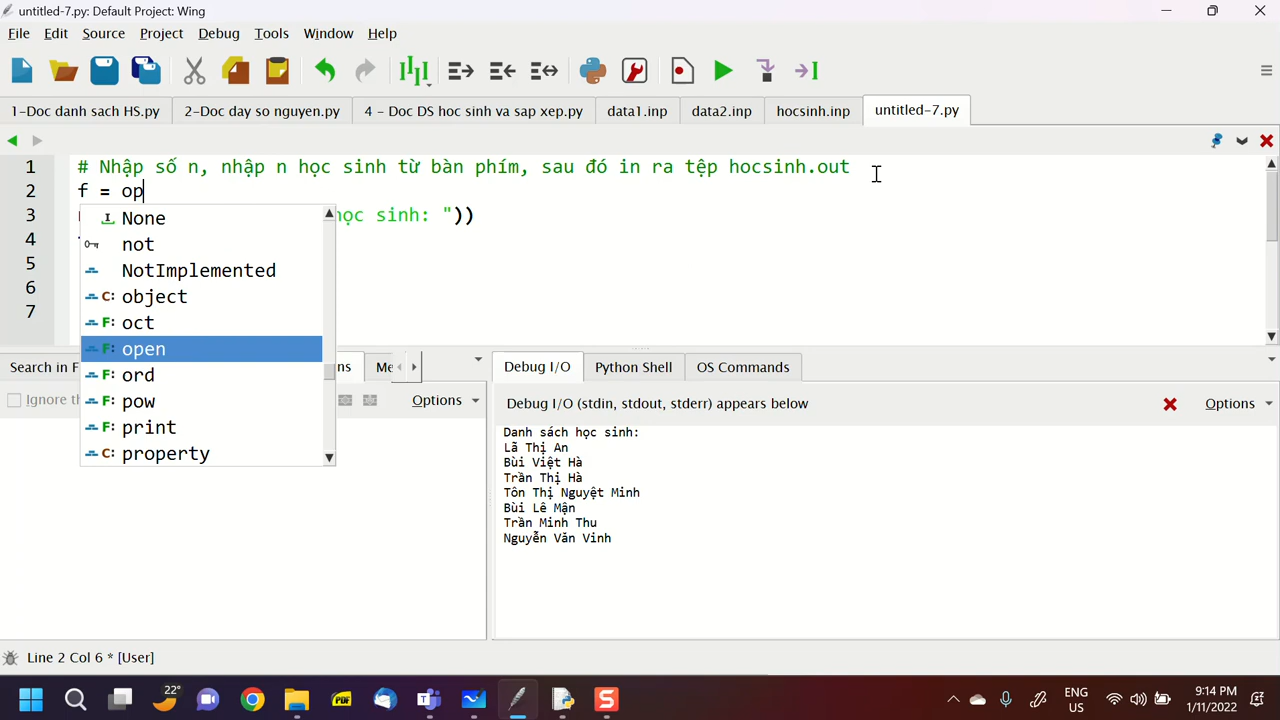 untitled-7.py: Default Project: Wing
File Edit Source Project Debug Tools Window Help
1-Doc danh sach HS.py 2-Doc day so nguyen.py 4 - Doc DS hoc sinh va sap xep.py data1.inp data2.inp hocsinh.inp untitled-7.py
1 # Nhập số n, nhập n học sinh từ bàn phím, sau đó in ra tệp hocsinh.out
2 f = op
3 học sinh: "))
4
5
6
7
None
not
NotImplemented
C: object
F: oct
F: open
F: ord
F: pow
F: print
C: property
Search in F ns Me Debug I/O Python Shell OS Commands
Ignore th Options Debug I/O (stdin, stdout, stderr) appears below Options
Danh sách học sinh:
Lã Thị An
Bùi Việt Hà
Trần Thị Hà
Tôn Thị Nguyệt Minh
Bùi Lê Mận
Trần Minh Thu
Nguyễn Văn Vinh
Line 2 Col 6 * [User]
22°
PDF
S
ENG
US
9:14 PM
1/11/2022